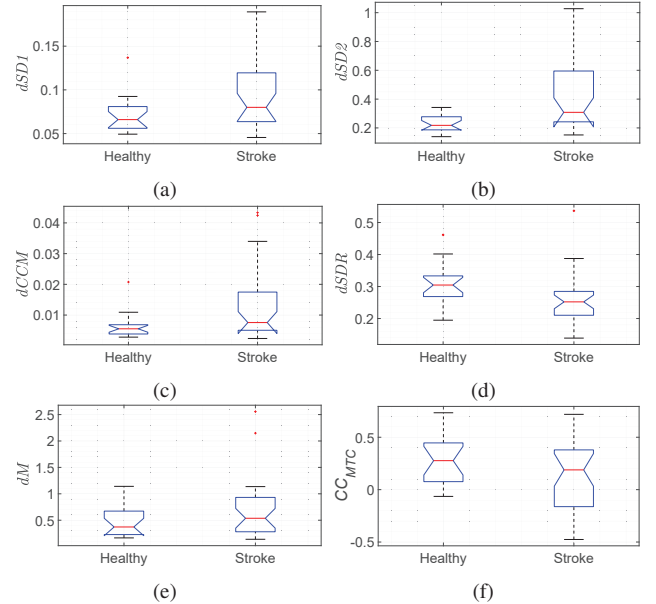 0.15
0.1
0.05
dSD1
Healthy
Stroke
(a)
1
0.8
0.6
0.4
0.2
dSD2
Healthy
Stroke
(b)
0.04
0.03
0.02
0.01
dCCM
Healthy
Stroke
(c)
0.5
0.4
0.3
0.2
dSDR
Healthy
Stroke
(d)
2.5
2
1.5
1
0.5
dM
Healthy
Stroke
(e)
0.5
0
-0.5
CC_MTC
Healthy
Stroke
(f)